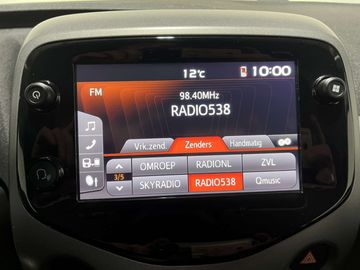 12°C 10:00
FM
98.40MHz
RADIO538
Vrk.zend. Zenders Handmatig
OMROEP RADIONL ZVL
3/5
SKYRADIO RADIO538 Qmusic